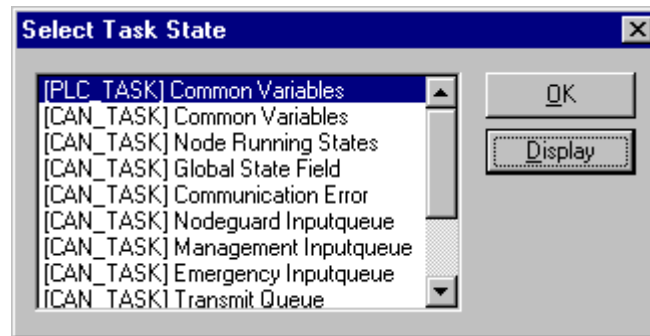 Select Task State
[PLC_TASK] Common Variables
[CAN_TASK] Common Variables
[CAN_TASK] Node Running States
[CAN_TASK] Global State Field
[CAN_TASK] Communication Error
[CAN_TASK] Nodeguard Inputqueue
[CAN_TASK] Management Inputqueue
[CAN_TASK] Emergency Inputqueue
[CAN_TASK] Transmit Queue
OK
Display